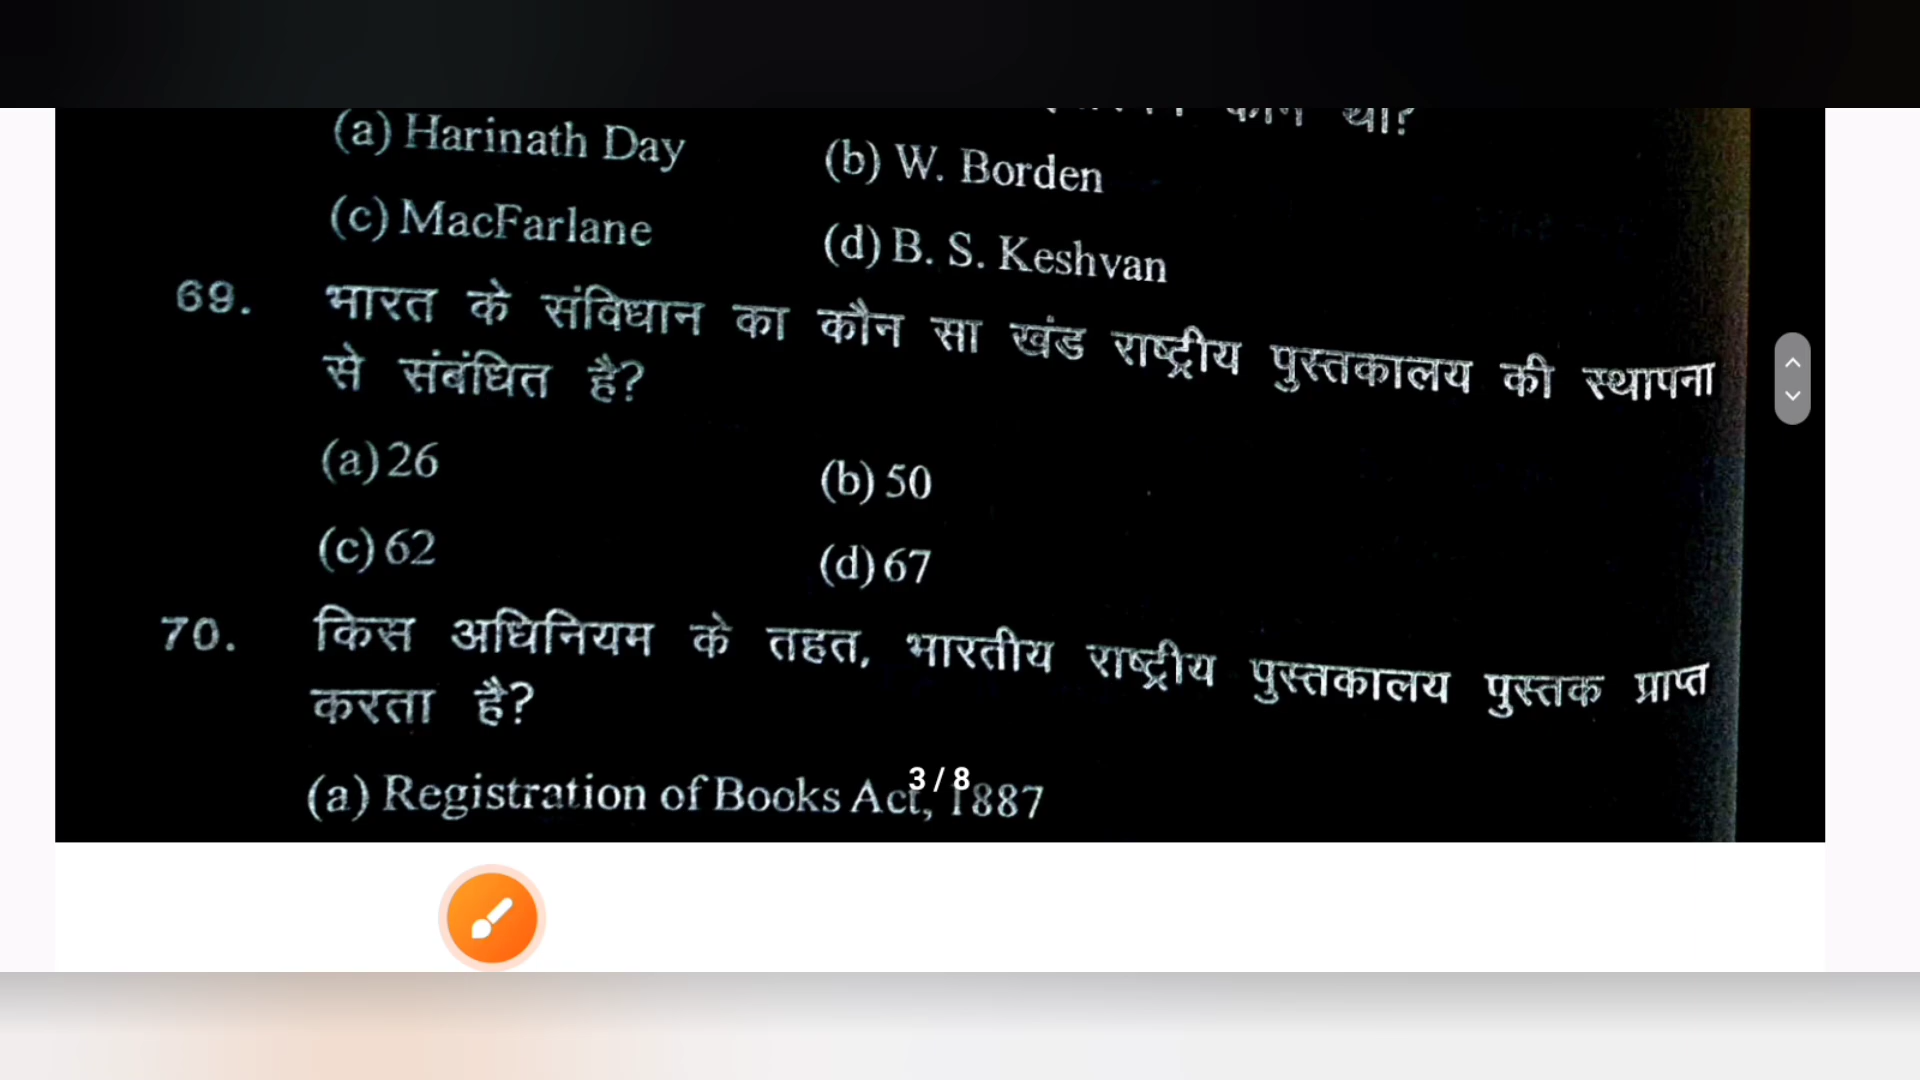 कौन था?
(a) Harinath Day
(b) W. Borden
(c) MacFarlane
(d) B. S. Keshvan
69. भारत के संविधान का कौन सा खंड राष्ट्रीय पुस्तकालय की स्थापना
से संबंधित है?
(a) 26
(b) 50
(c) 62
(d) 67
70. किस अधिनियम के तहत, भारतीय राष्ट्रीय पुस्तकालय पुस्तक प्राप्त
करता है?
(a) Registration of Books Act, 1887
3 / 8